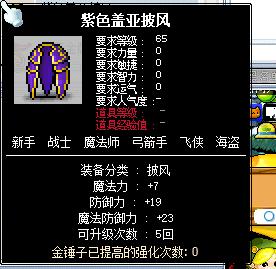 紫色盖亚披风
要求等级： 65
要求力量： 0
要求敏捷： 0
要求智力： 0
要求运气： 0
要求人气度： -
道具等级： -
道具经验值： -
新手 战士 魔法师 弓箭手 飞侠 海盗
装备分类 : 披风
魔法力 : +7
防御力 : +19
魔法防御力 : +23
可升级次数 : 5回
金锤子已提高的强化次数: 0